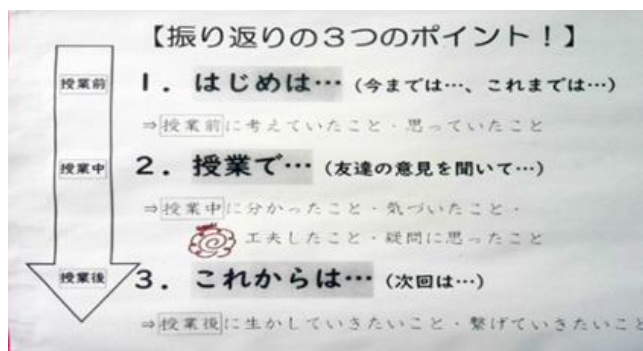 【振り返りの3つのポイント!】
授業前
1. はじめは…(今までは…、これまでは…)
⇒授業前に考えていたこと・思っていたこと
授業中
2. 授業で…(友達の意見を聞いて…)
⇒授業中に分かったこと・気づいたこと・
工夫したこと・疑問に思ったこと
授業後
3. これからは…(次回は…)
⇒授業後に生かしていきたいこと・繋げていきたいこと